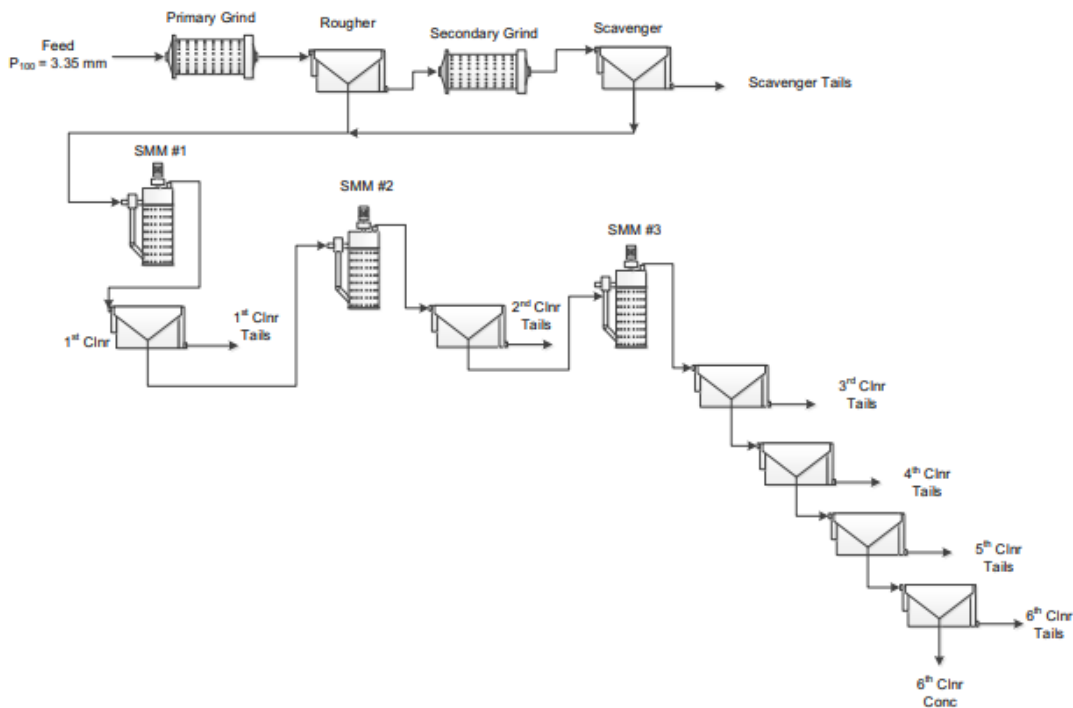 Primary Grind
Rougher
Feed
P100 = 3.35 mm
Secondary Grind
Scavenger
Scavenger Tails
SMM #1
SMM #2
SMM #3
1st Clnr
1st Clnr
Tails
2nd Clnr
Tails
3rd Clnr
Tails
4th Clnr
Tails
5th Clnr
Tails
6th Clnr
Tails
6th Clnr
Conc